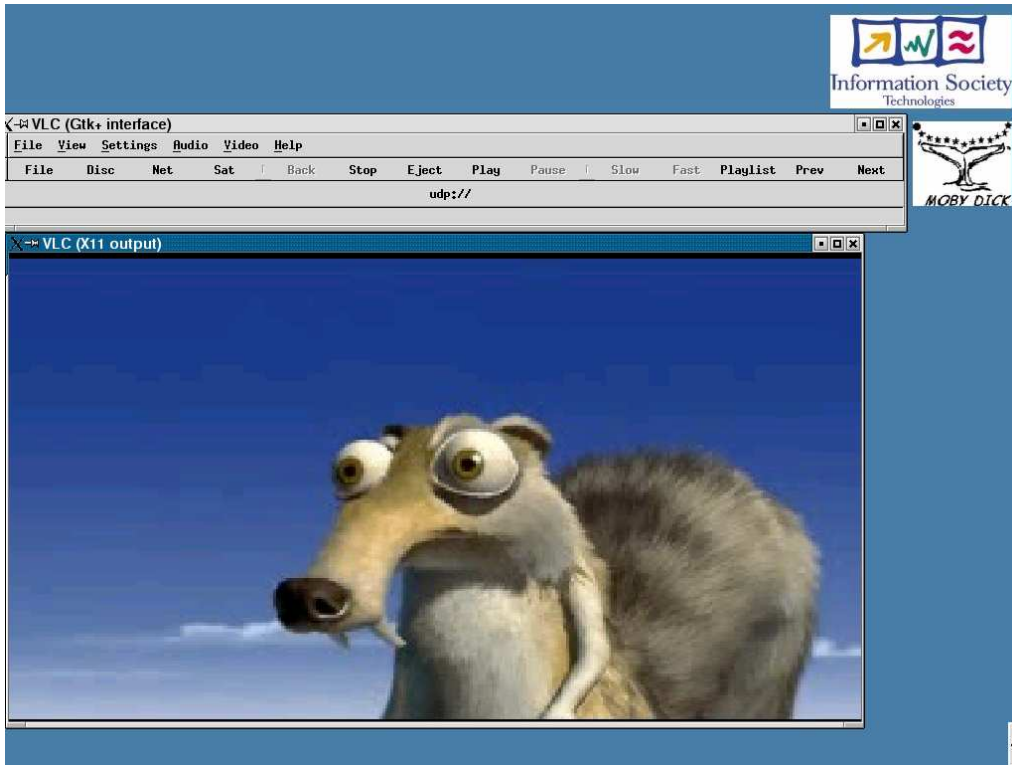 Information Society
Technologies
VLC (Gtk+ interface)
File View Settings Audio Video Help
File Disc Net Sat Back Stop Eject Play Pause Slow Fast Playlist Prev Next
udp://
MOBY DICK
VLC (X11 output)